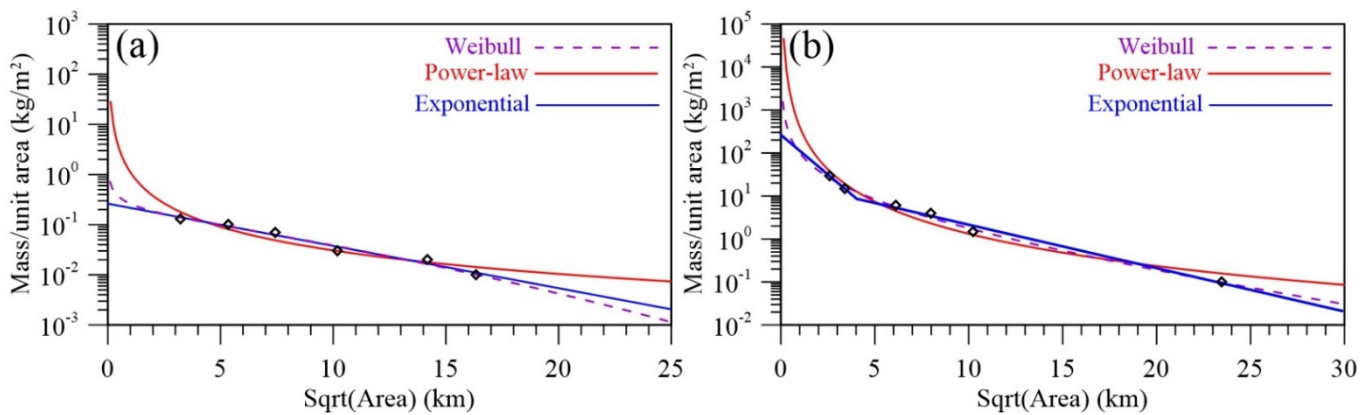 (a)
Weibull
Power-law
Exponential
10³
10²
10¹
10⁰
10⁻¹
10⁻²
10⁻³
Mass/unit area (kg/m²)
0 5 10 15 20 25
Sqrt(Area) (km)
(b)
Weibull
Power-law
Exponential
10⁵
10⁴
10³
10²
10¹
10⁰
10⁻¹
10⁻²
Mass/unit area (kg/m²)
0 5 10 15 20 25 30
Sqrt(Area) (km)